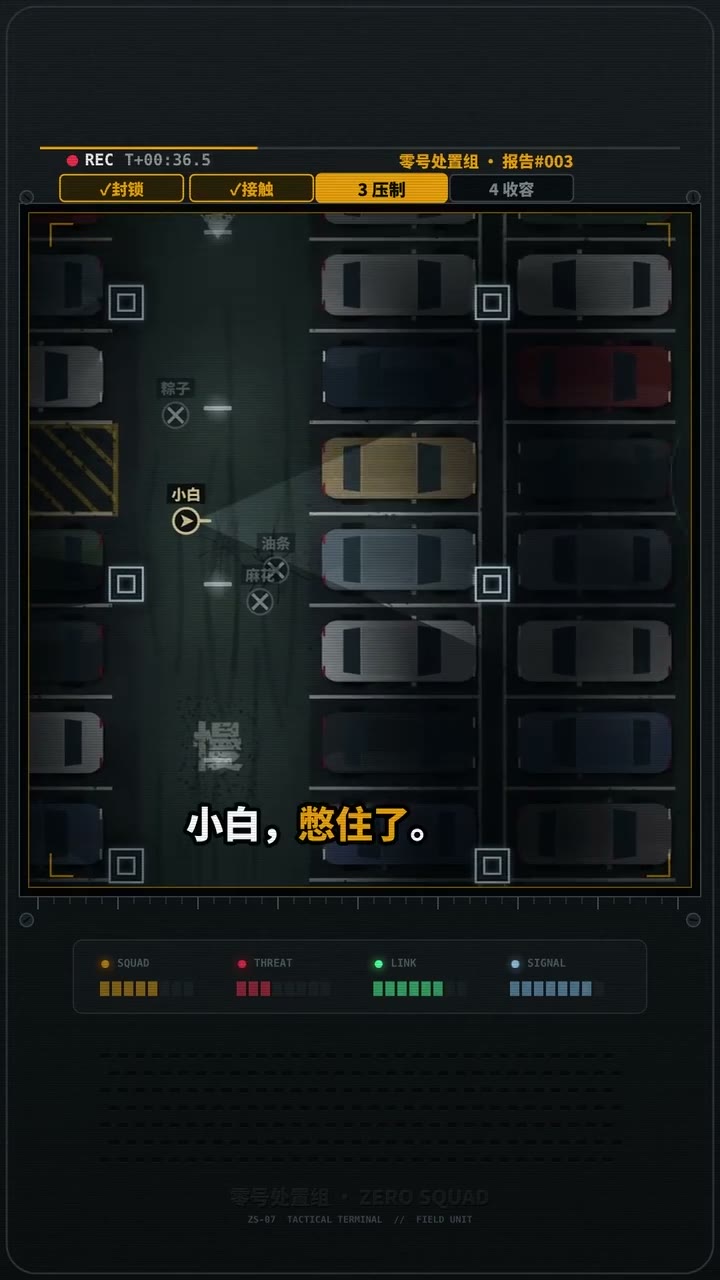 REC T+00:36.5
零号处置组 · 报告#003
✓封锁
✓接触
3 压制
4 收容
粽子
小白
油条
麻花
慢
小白，憋住了。
SQUAD
THREAT
LINK
SIGNAL
零号处置组 · ZERO SQUAD
ZS-07 TACTICAL TERMINAL // FIELD UNIT